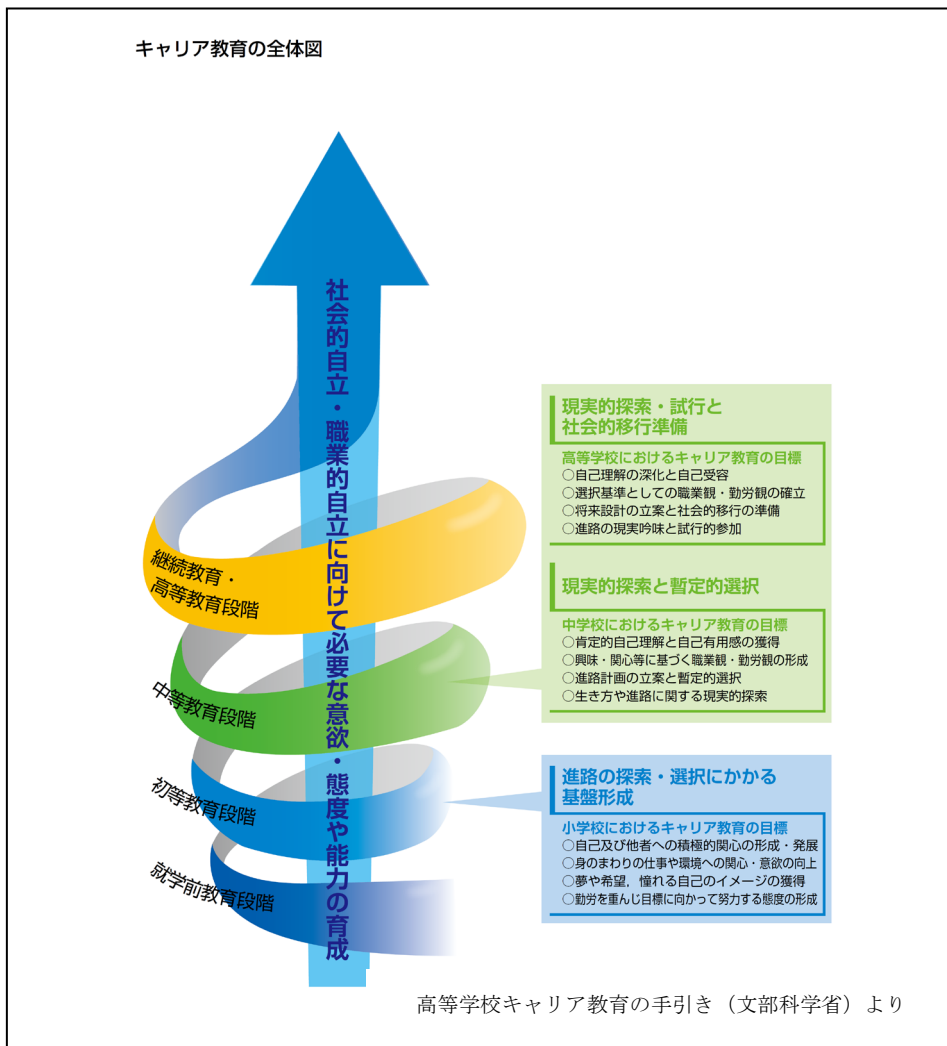 キャリア教育の全体図
社会的自立・職業的自立に向けて必要な意欲・態度や能力の育成
継続教育・
高等教育段階
中等教育段階
初等教育段階
就学前教育段階
現実的探索・試行と
社会的移行準備
高等学校におけるキャリア教育の目標
○自己理解の深化と自己受容
○選択基準としての職業観・勤労観の確立
○将来設計の立案と社会的移行の準備
○進路の現実吟味と試行的参加
現実的探索と暫定的選択
中学校におけるキャリア教育の目標
○肯定的自己理解と自己有用感の獲得
○興味・関心等に基づく職業観・勤労観の形成
○進路計画の立案と暫定的選択
○生き方や進路に関する現実的探索
進路の探索・選択にかかる
基盤形成
小学校におけるキャリア教育の目標
○自己及び他者への積極的関心の形成・発展
○身のまわりの仕事や環境への関心・意欲の向上
○夢や希望，憧れる自己のイメージの獲得
○勤労を重んじ目標に向かって努力する態度の形成
高等学校キャリア教育の手引き（文部科学省）より